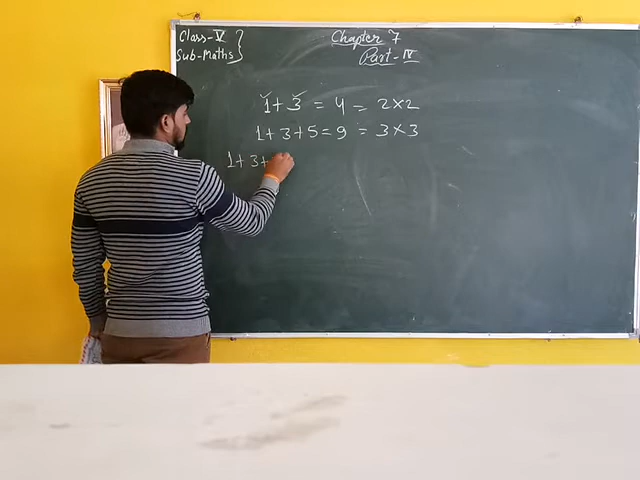 Class-V
Sub-Maths
Chapter 7
Part-IV
1+3=4=2×2
1+3+5=9=3×3
1+3+